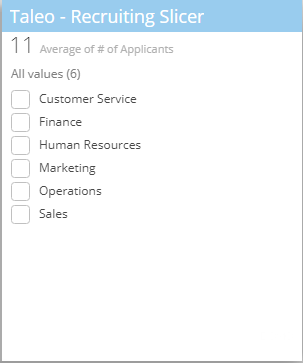 Taleo - Recruiting Slicer
11 Average of # of Applicants
All values (6)
Customer Service
Finance
Human Resources
Marketing
Operations
Sales